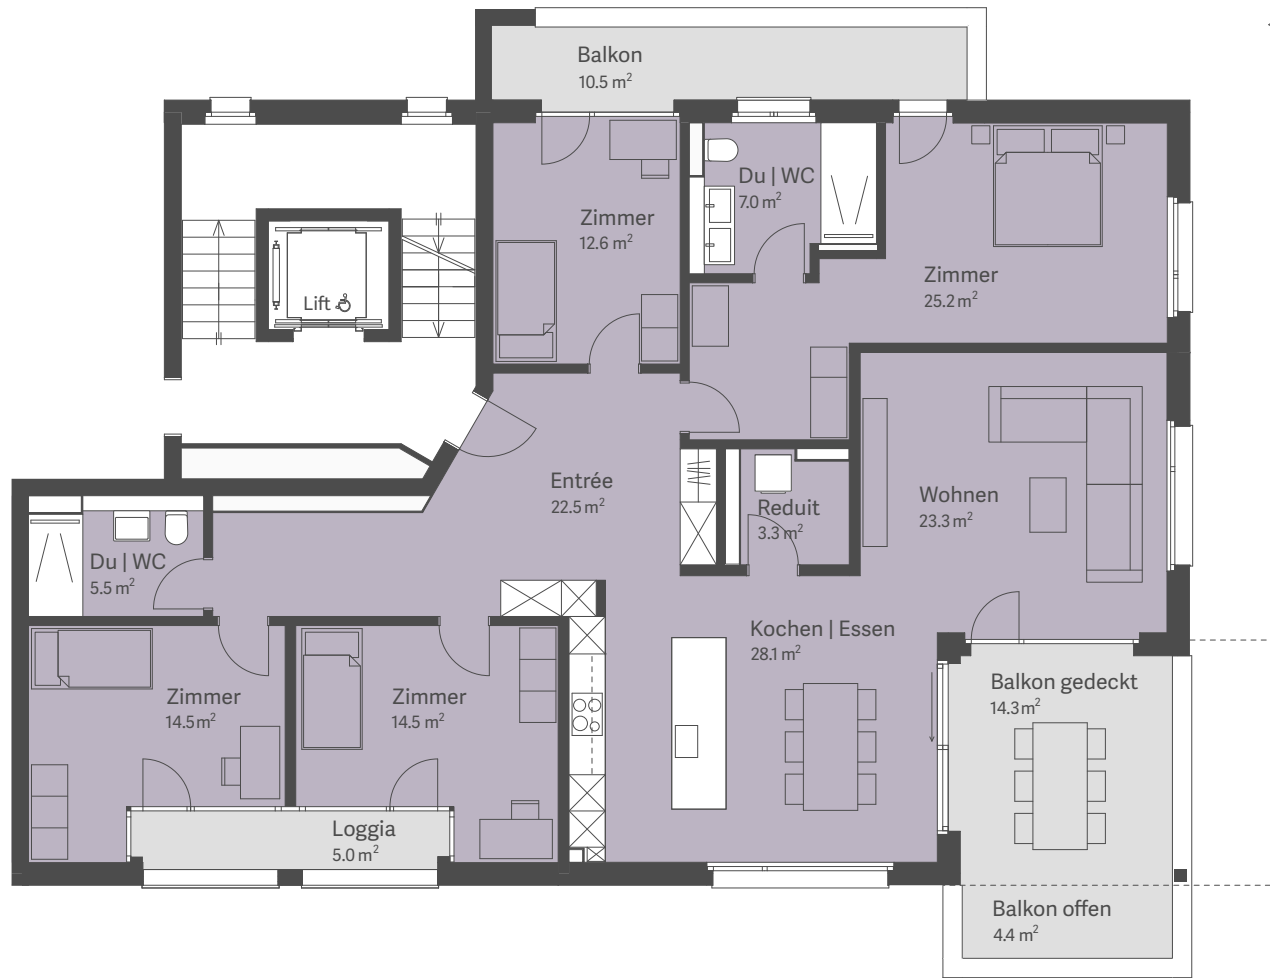 Balkon
10.5 m²
Du | WC
7.0 m²
Zimmer
12.6 m²
Zimmer
25.2 m²
Lift
Entrée
22.5 m²
Reduit
3.3 m²
Wohnen
23.3 m²
Du | WC
5.5 m²
Kochen | Essen
28.1 m²
Zimmer
14.5 m²
Zimmer
14.5 m²
Balkon gedeckt
14.3 m²
Loggia
5.0 m²
Balkon offen
4.4 m²